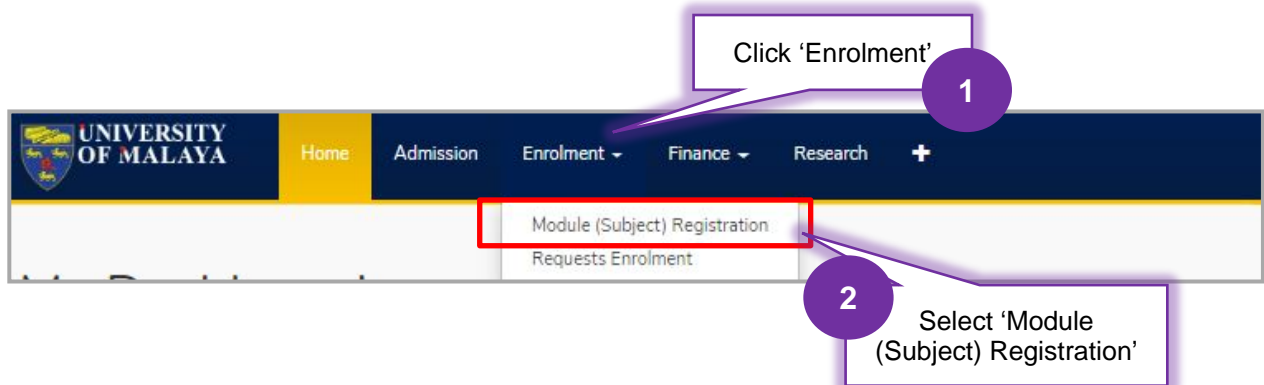 Click ‘Enrolment’
1
UNIVERSITY
OF MALAYA
Home Admission Enrolment Finance Research
Module (Subject) Registration
Requests Enrolment
2
Select ‘Module
(Subject) Registration’